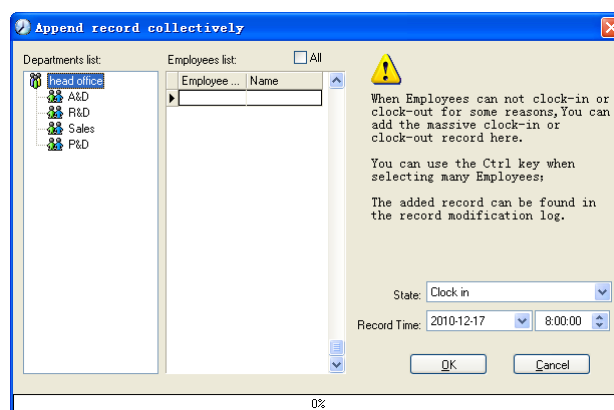 Append record collectively
Departments list:
Employees list:
All
head office
A&D
R&D
Sales
P&D
Employee ...
Name
When Employees can not clock-in or
clock-out for some reasons,You can
add the massive clock-in or
clock-out record here.
You can use the Ctrl key when
selecting many Employees;
The added record can be found in
the record modification log.
State:
Clock in
Record Time:
2010-12-17
8:00:00
OK
Cancel
0%